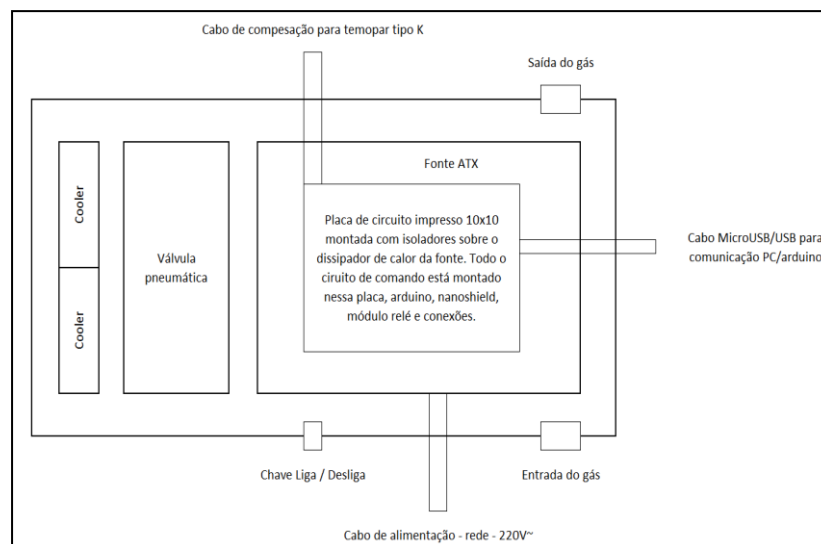 Cabo de compesação para temopar tipo K
Saída do gás
Fonte ATX
Cooler
Cooler
Válvula
pneumática
Placa de circuito impresso 10x10
montada com isoladores sobre o
dissipador de calor da fonte. Todo o
ciruito de comando está montado
nessa placa, arduino, nanoshield,
módulo relé e conexões.
Cabo MicroUSB/USB para
comunicação PC/arduino
Chave Liga / Desliga
Entrada do gás
Cabo de alimentação - rede - 220V~